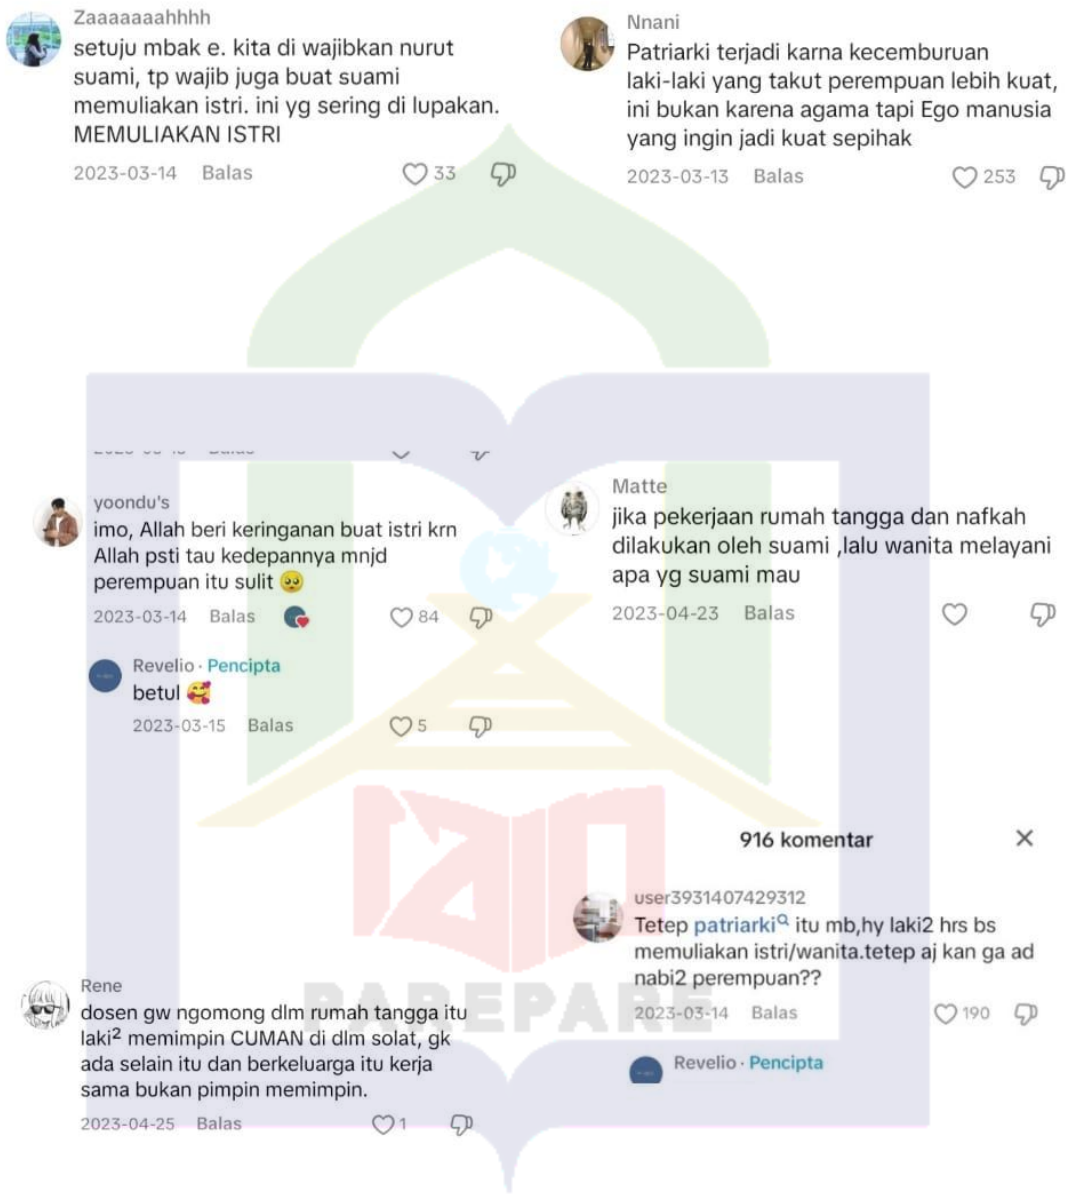 Zaaaaaaahhhh
setuju mbak e. kita di wajibkan nurut
suami, tp wajib juga buat suami
memuliakan istri. ini yg sering di lupakan.
MEMULIAKAN ISTRI
2023-03-14 Balas 33
Nnani
Patriarki terjadi karna kecemburuan
laki-laki yang takut perempuan lebih kuat,
ini bukan karena agama tapi Ego manusia
yang ingin jadi kuat sepihak
2023-03-13 Balas 253
yoondu's
imo, Allah beri keringanan buat istri krn
Allah psti tau kedepannya mnjd
perempuan itu sulit 🥺
2023-03-14 Balas 84
Revelio · Pencipta
betul 🥰
2023-03-15 Balas 5
Matte
jika pekerjaan rumah tangga dan nafkah
dilakukan oleh suami ,lalu wanita melayani
apa yg suami mau
2023-04-23 Balas
916 komentar
user3931407429312
Tetep patriarki itu mb,hy laki2 hrs bs
memuliakan istri/wanita.tetep aj kan ga ad
nabi2 perempuan??
2023-03-14 Balas 190
Revelio · Pencipta
Rene
dosen gw ngomong dlm rumah tangga itu
laki² memimpin CUMAN di dlm solat, gk
ada selain itu dan berkeluarga itu kerja
sama bukan pimpin memimpin.
2023-04-25 Balas 1
PAREPARE